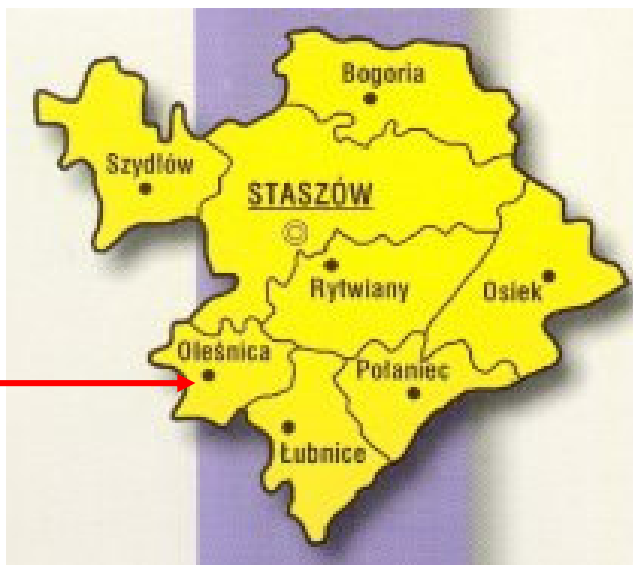 Bogoria
Szydłów
STASZÓW
Rytwiany
Osiek
Oleśnica
Połaniec
Łubnice